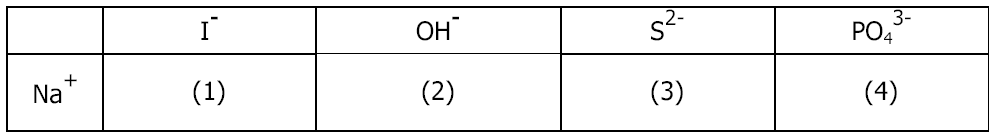 I⁻ OH⁻ S²⁻ PO₄³⁻
Na⁺ (1) (2) (3) (4)